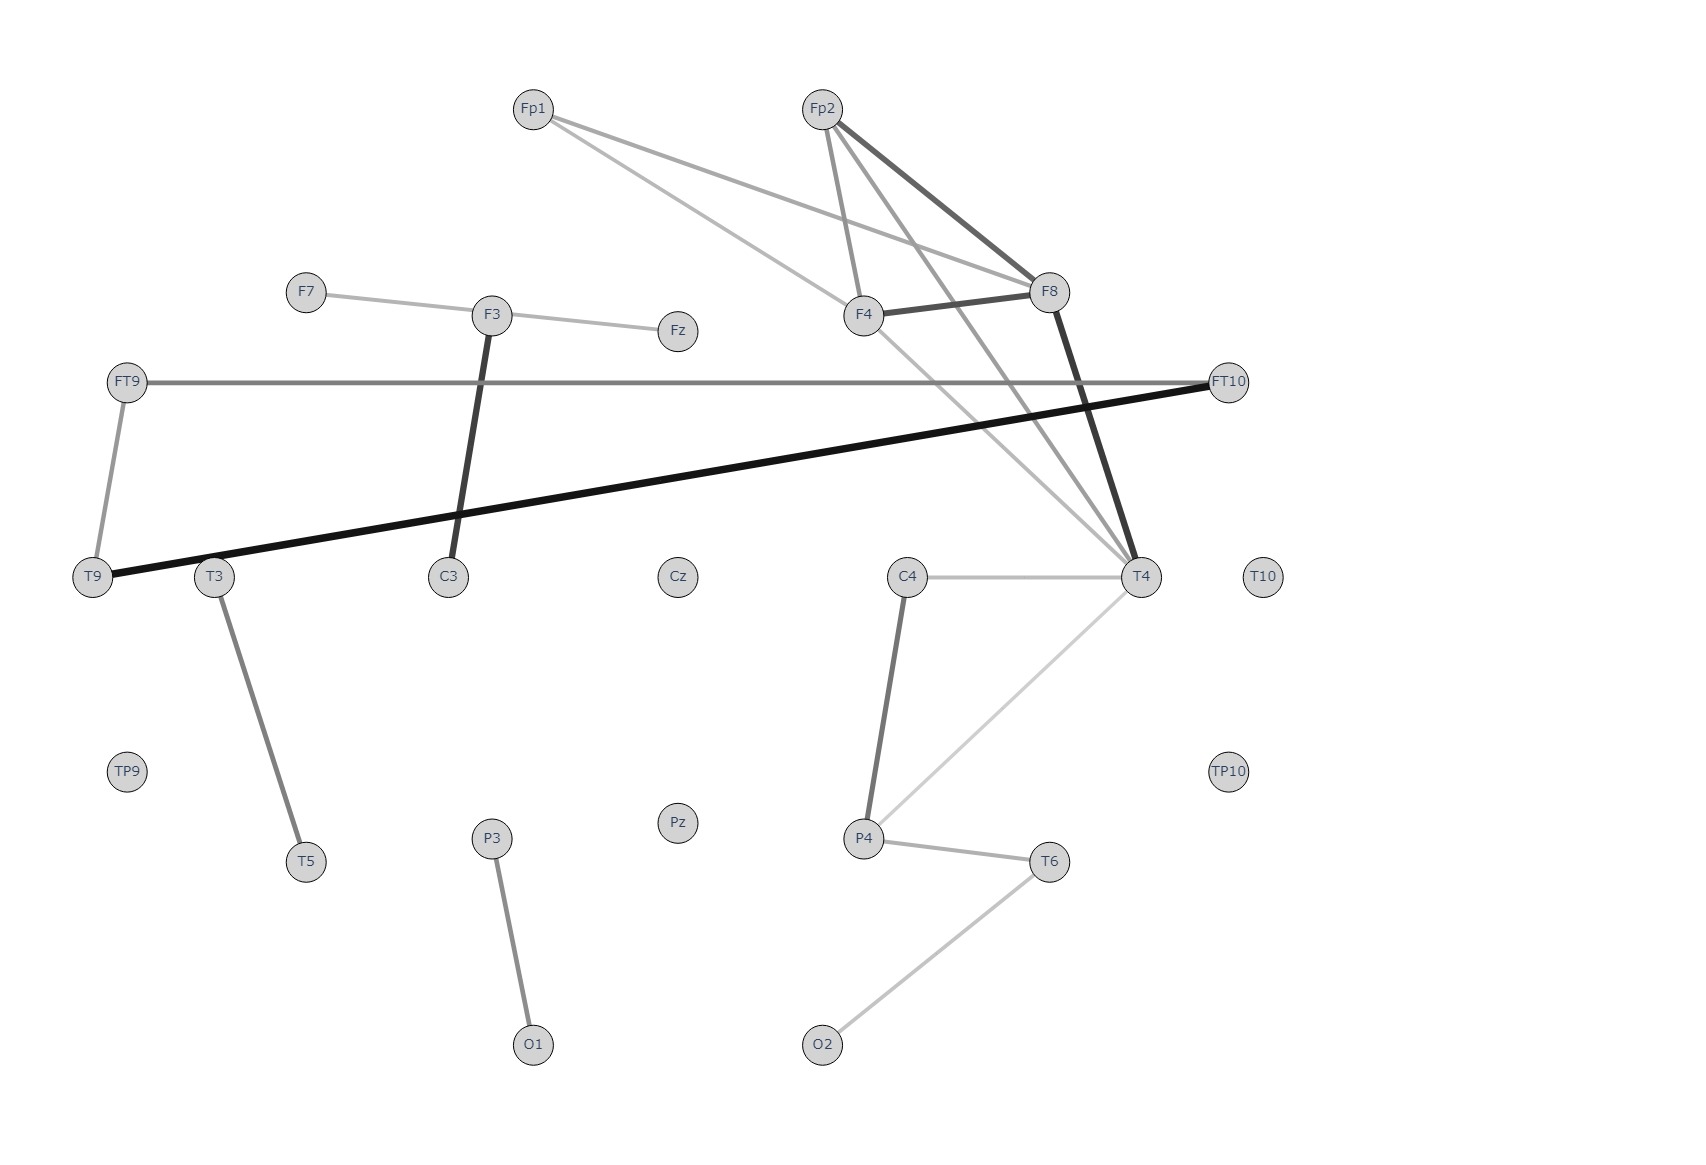 Fp1 Fp2
F7 F3 Fz F4 F8
FT9 FT10
T9 T3 C3 Cz C4 T4 T10
TP9 TP10
T5 P3 Pz P4 T6
O1 O2